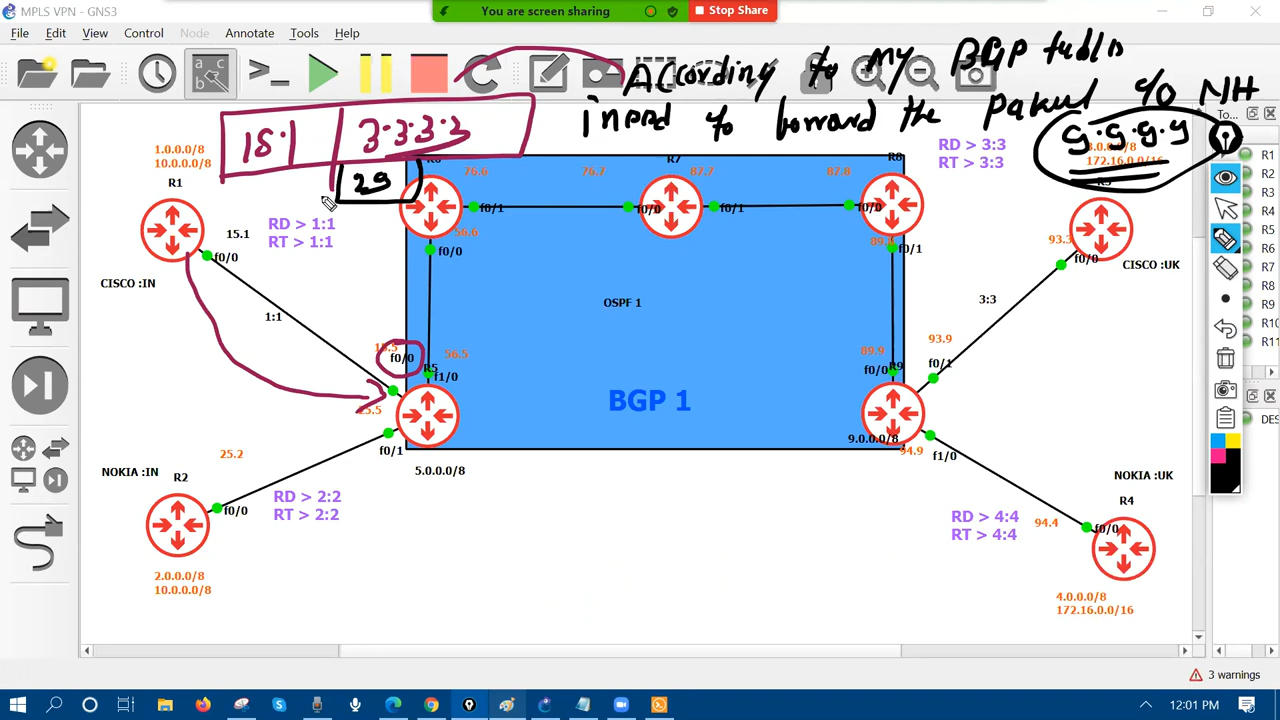 MPLS VPN - GNS3
You are screen sharing
Stop Share
File Edit View Control Node Annotate Tools Help
According to my BGP table
i need to forward the packet to NH
9.9.9.9
15.1 3.3.3.3
29
To...
1.0.0.0/8
10.0.0.0/8
R1
15.1
f0/0
CISCO :IN
RD > 1:1
RT > 1:1
1:1
76.6
f0/1
56.6
f0/0
R7
76.7
87.7
f0/0
f0/1
R8
87.8
f0/0
f0/1
RD > 3:3
RT > 3:3
172.16.0.0/16
93.3
f0/0
CISCO :UK
3:3
OSPF 1
BGP 1
15.5
f0/0
R5
56.5
f1/0
25.5
f0/1
5.0.0.0/8
89.9
f0/0
R9
93.9
f0/1
9.0.0.0/8
94.9
f1/0
NOKIA :IN
R2
25.2
f0/0
2.0.0.0/8
10.0.0.0/8
RD > 2:2
RT > 2:2
RD > 4:4
RT > 4:4
NOKIA :UK
R4
94.4
f0/0
4.0.0.0/8
172.16.0.0/16
R1
R2
R3
R4
R5
R6
R7
R8
R9
R1
R11
DES
3 warnings
12:01 PM